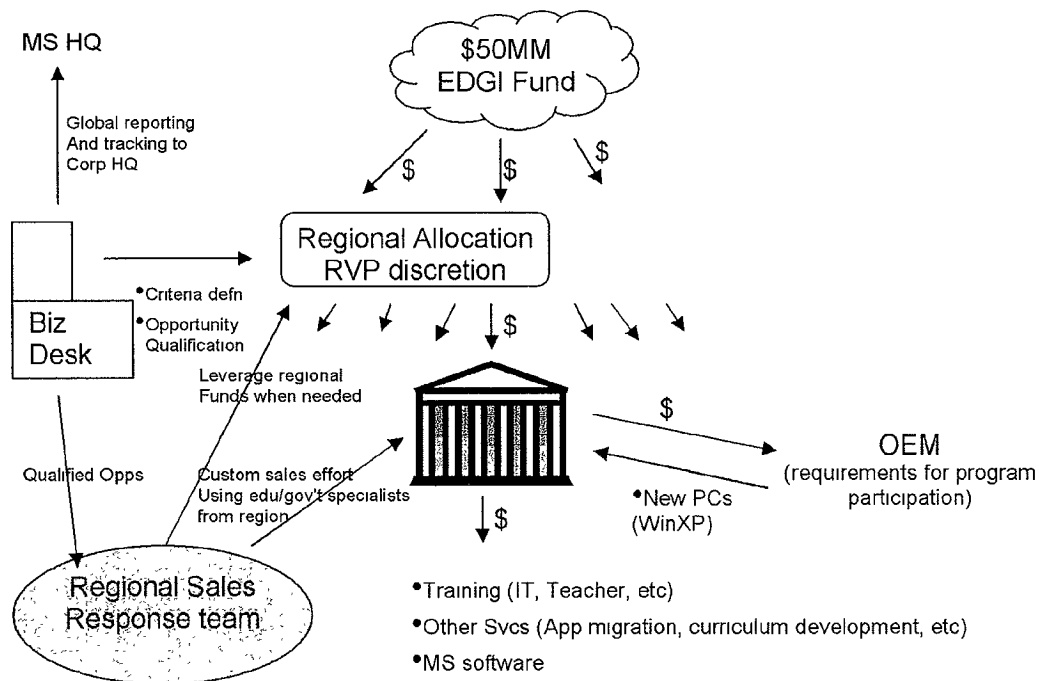 MS HQ
$50MM
EDGI Fund
Global reporting
And tracking to
Corp HQ
$
$
$
Regional Allocation
RVP discretion
•Criteria defn
•Opportunity
Qualification
Biz
Desk
$
Leverage regional
Funds when needed
$
OEM
(requirements for program
participation)
Qualified Opps
Custom sales effort
Using edu/gov't specialists
from region
•New PCs
(WinXP)
$
Regional Sales
Response team
•Training (IT, Teacher, etc)
•Other Svcs (App migration, curriculum development, etc)
•MS software